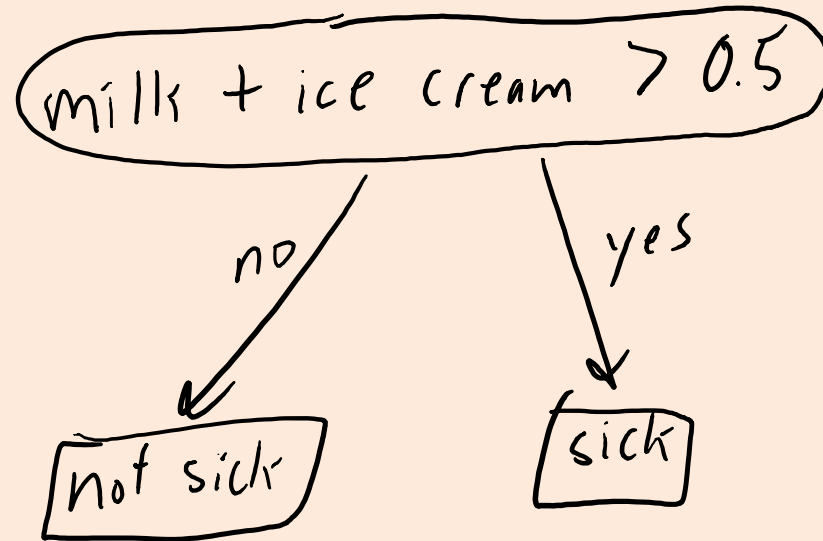 milk + ice cream > 0.5
no
yes
not sick
sick